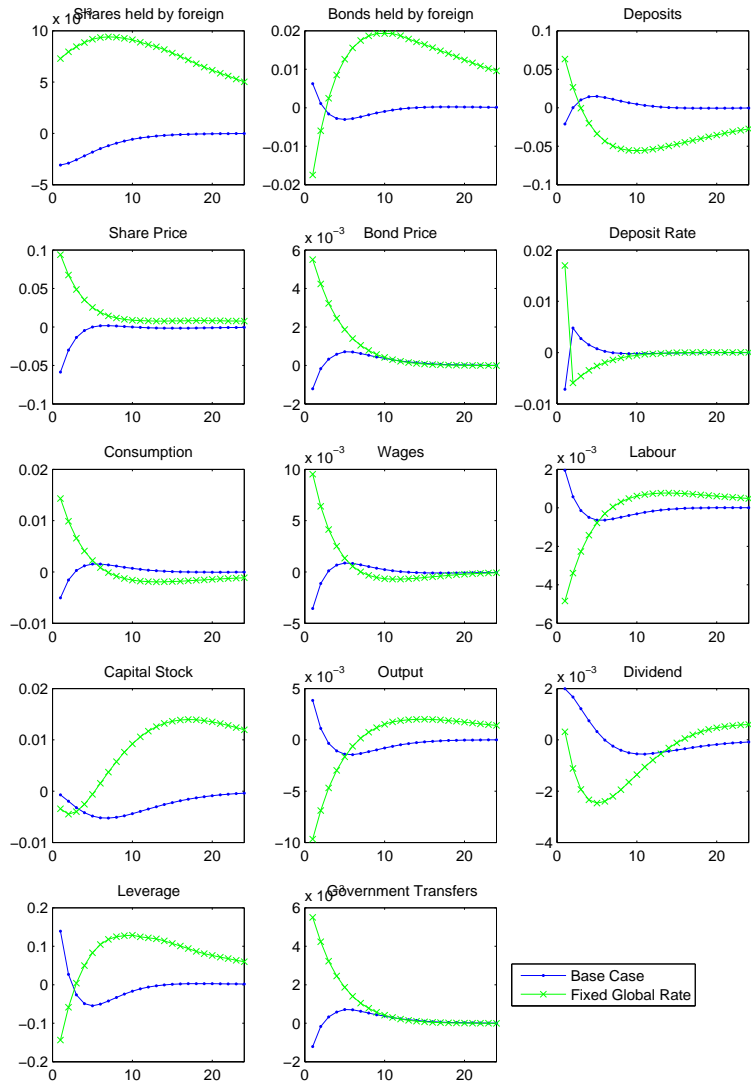 Shares held by foreign
Bonds held by foreign
Deposits
10
5
0
−5
0 10 20
0.02
0.01
0
−0.01
−0.02
0 10 20
0.1
0.05
0
−0.05
−0.1
0 10 20
Share Price
Bond Price
Deposit Rate
0.1
0.05
0
−0.05
−0.1
0 10 20
x 10⁻³
6
4
2
0
−2
0 10 20
0.02
0.01
0
−0.01
0 10 20
Consumption
Wages
Labour
0.02
0.01
0
−0.01
0 10 20
x 10⁻³
10
5
0
−5
0 10 20
x 10⁻³
2
0
−2
−4
−6
0 10 20
Capital Stock
Output
Dividend
0.02
0.01
0
−0.01
0 10 20
x 10⁻³
5
0
−5
−10
0 10 20
x 10⁻³
2
0
−2
−4
0 10 20
Leverage
Government Transfers
0.2
0.1
0
−0.1
−0.2
0 10 20
6
4
2
0
−2
0 10 20
Base Case
Fixed Global Rate